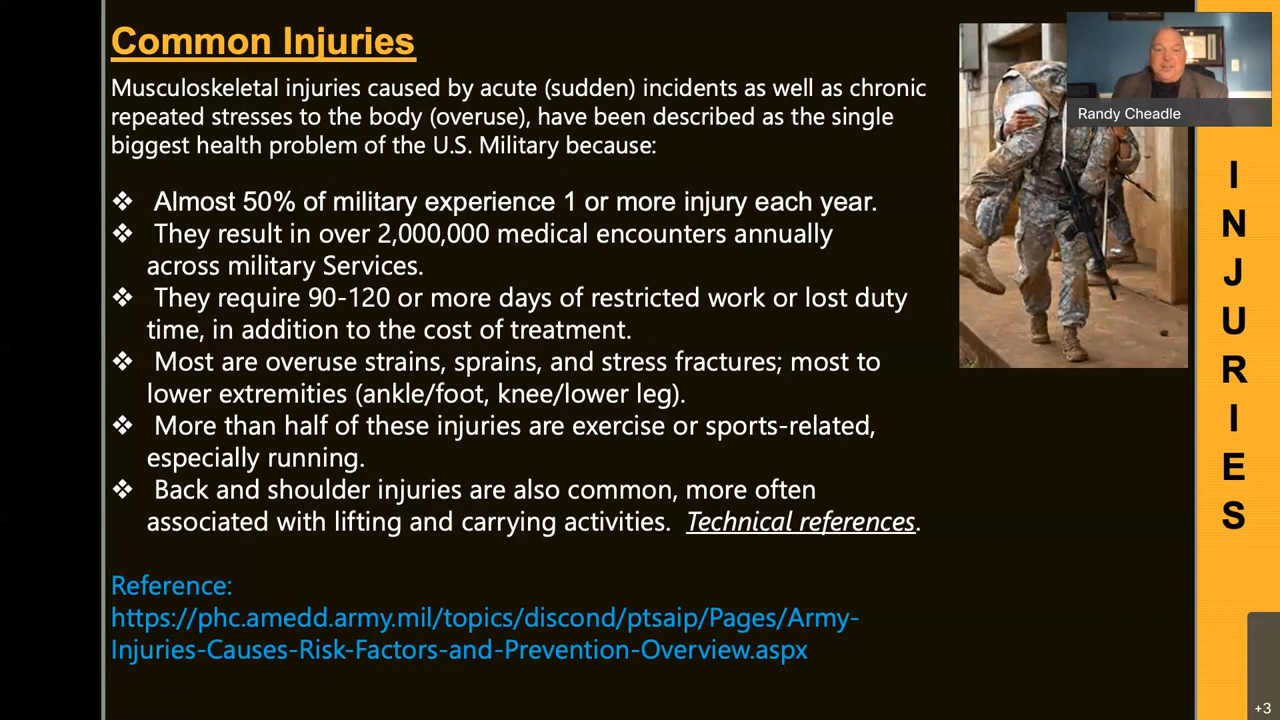 Common Injuries
Musculoskeletal injuries caused by acute (sudden) incidents as well as chronic
repeated stresses to the body (overuse), have been described as the single
biggest health problem of the U.S. Military because:
❖ Almost 50% of military experience 1 or more injury each year.
❖ They result in over 2,000,000 medical encounters annually
across military Services.
❖ They require 90-120 or more days of restricted work or lost duty
time, in addition to the cost of treatment.
❖ Most are overuse strains, sprains, and stress fractures; most to
lower extremities (ankle/foot, knee/lower leg).
❖ More than half of these injuries are exercise or sports-related,
especially running.
❖ Back and shoulder injuries are also common, more often
associated with lifting and carrying activities. Technical references.
Reference:
https://phc.amedd.army.mil/topics/discond/ptsaip/Pages/Army-
Injuries-Causes-Risk-Factors-and-Prevention-Overview.aspx
Randy Cheadle
I
N
J
U
R
I
E
S
+3